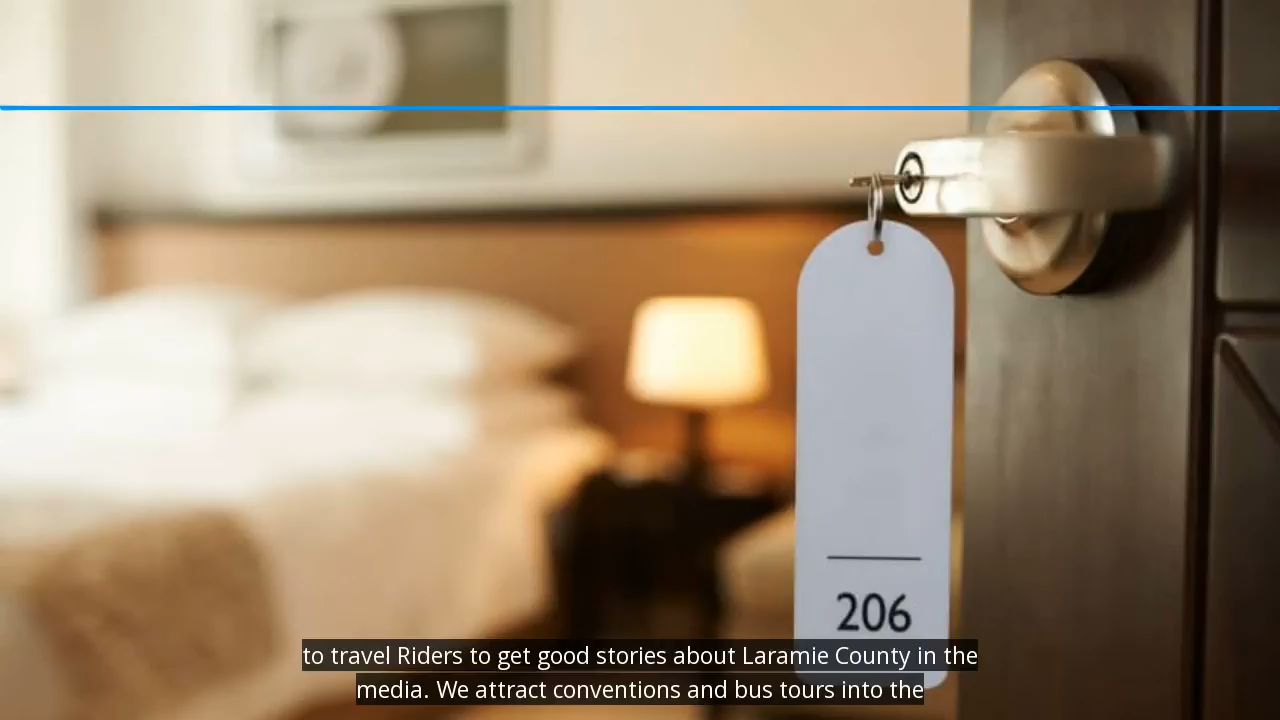 206
to travel Riders to get good stories about Laramie County in the
media. We attract conventions and bus tours into the